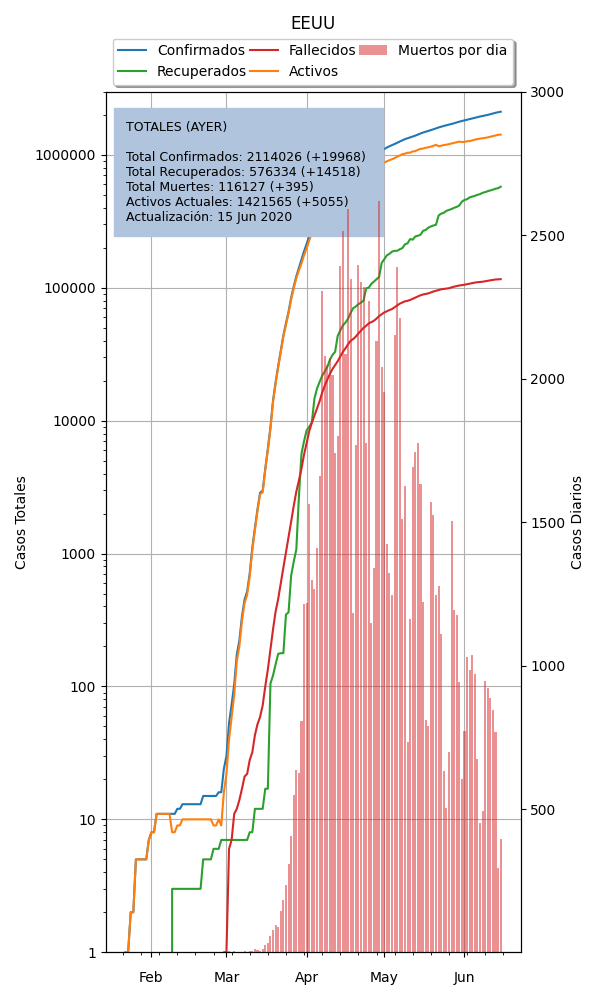 EEUU
Confirmados
Recuperados
Fallecidos
Activos
Muertos por dia
TOTALES (AYER)
Total Confirmados: 2114026 (+19968)
Total Recuperados: 576334 (+14518)
Total Muertes: 116127 (+395)
Activos Actuales: 1421565 (+5055)
Actualización: 15 Jun 2020
Casos Totales
1000000
100000
10000
1000
100
10
1
Feb
Mar
Apr
May
Jun
3000
2500
2000
1500
1000
500
Casos Diarios